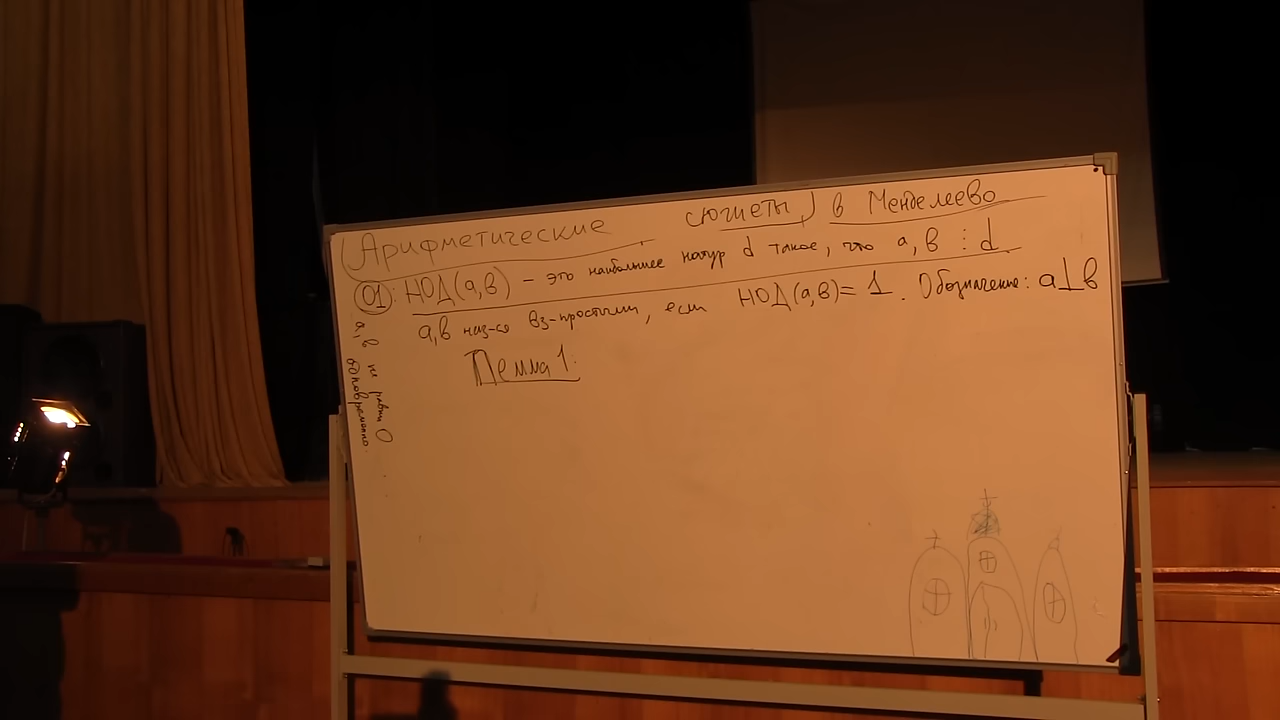 Арифметические сюжеты в Менделеево
О1: НОД(a,b) – это наибольшее натур d такое, что a, b ⋮ d
a, b не равны 0
одновременно.
a,b наз-ся вз-простыми, если НОД(a,b)= 1. Обозначение: a⊥b
Лемма 1.